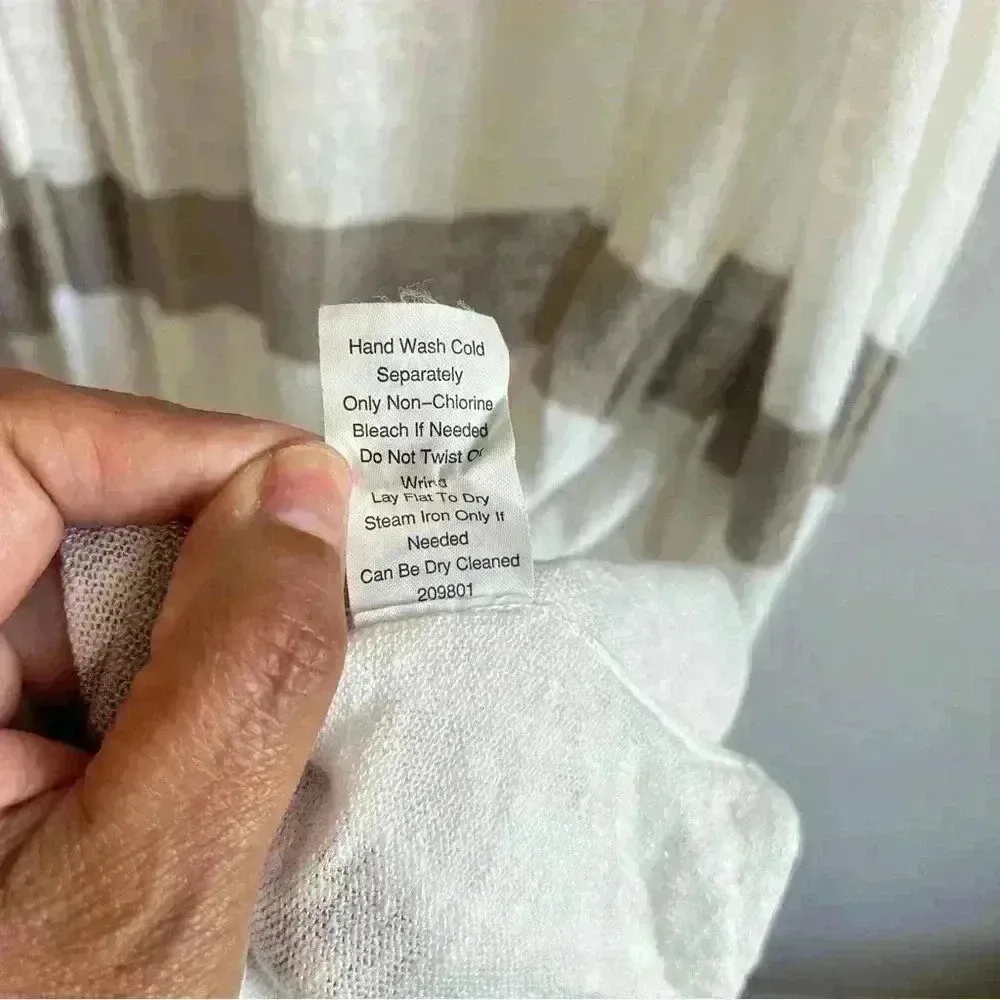 Hand Wash Cold
Separately
Only Non-Chlorine
Bleach If Needed
Do Not Twist Or
Wring
Lay Flat To Dry
Steam Iron Only If
Needed
Can Be Dry Cleaned
209801